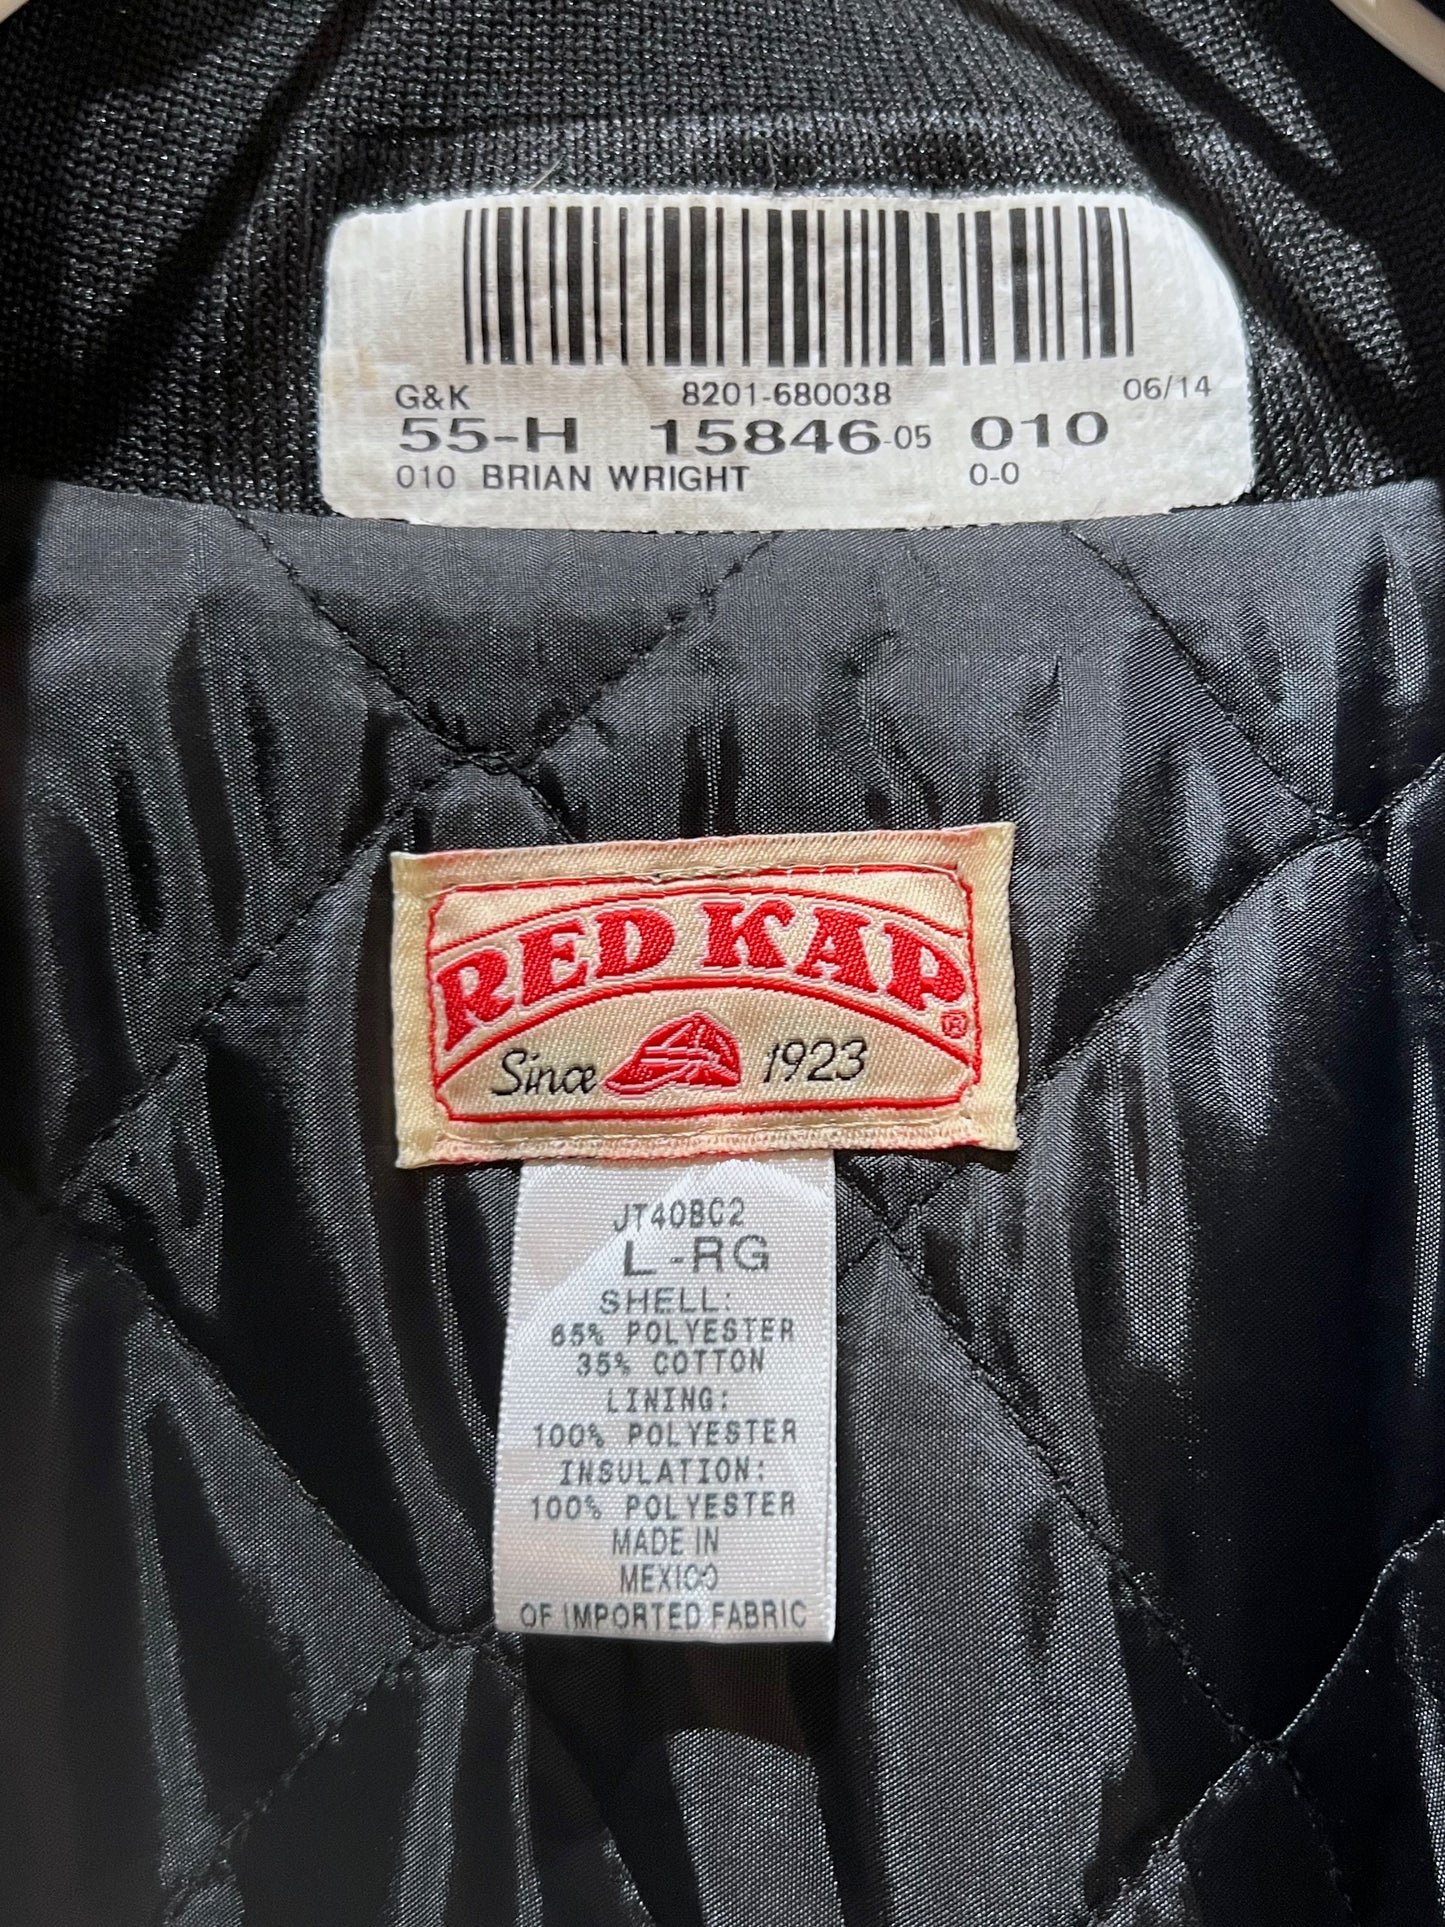 G&K 8201-680038 06/14
55-H 15846-05 010
010 BRIAN WRIGHT 0-0
RED KAP®
Since 1923
JT40BC2
L-RG
SHELL:
65% POLYESTER
35% COTTON
LINING:
100% POLYESTER
INSULATION:
100% POLYESTER
MADE IN
MEXICO
OF IMPORTED FABRIC